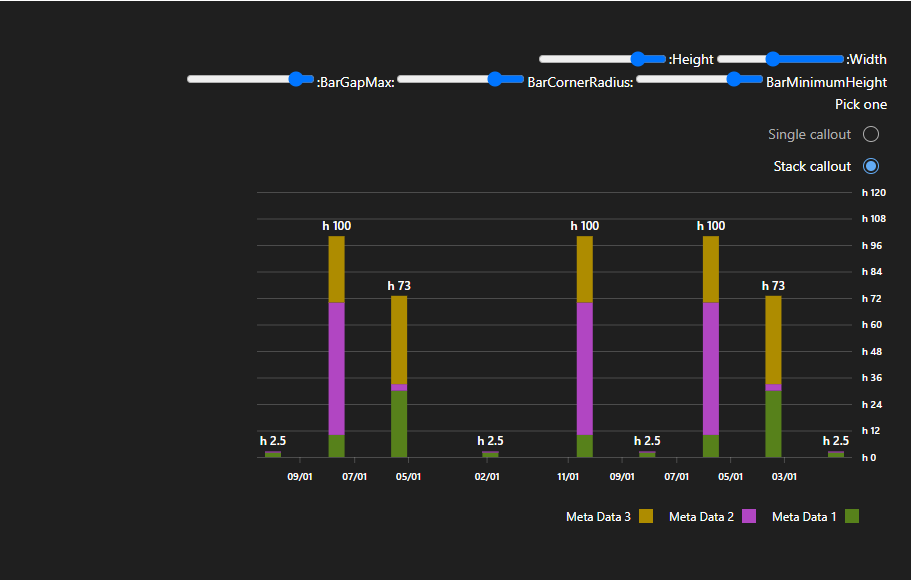 :Height :Width
:BarGapMax: BarCornerRadius: BarMinimumHeight
Pick one
Single callout
Stack callout
h 120
h 108
h 96
h 84
h 72
h 60
h 48
h 36
h 24
h 12
h 0
h 2.5 h 100 h 73 h 2.5 h 100 h 2.5 h 100 h 73 h 2.5
09/01 07/01 05/01 02/01 11/01 09/01 07/01 05/01 03/01
Meta Data 3 Meta Data 2 Meta Data 1